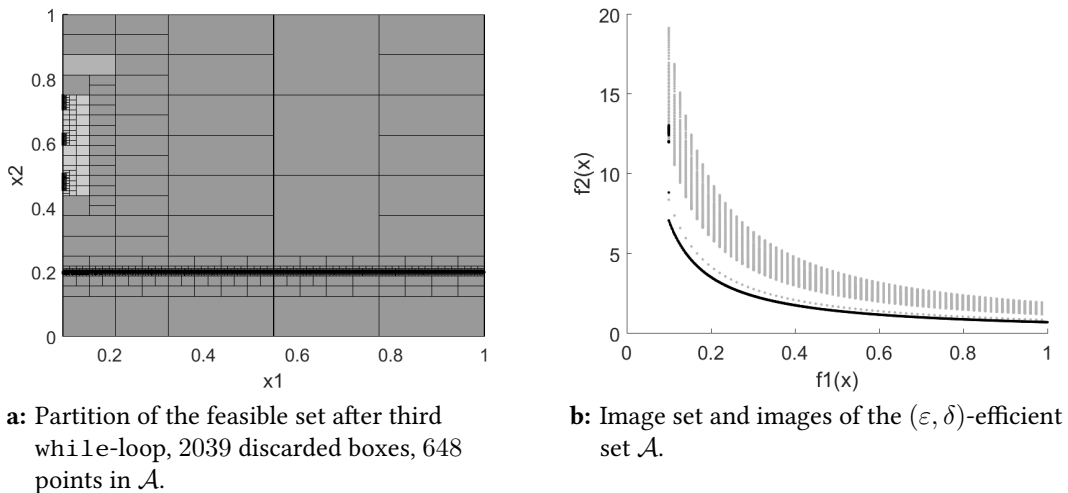 1
0.8
0.6
x2
0.4
0.2
0
0.2
0.4
0.6
0.8
1
x1
20
15
f2(x)
10
5
0
0
0.2
0.4
0.6
0.8
1
f1(x)
a: Partition of the feasible set after third
while-loop, 2039 discarded boxes, 648
points in 𝒜.
b: Image set and images of the (ε, δ)-efficient
set 𝒜.